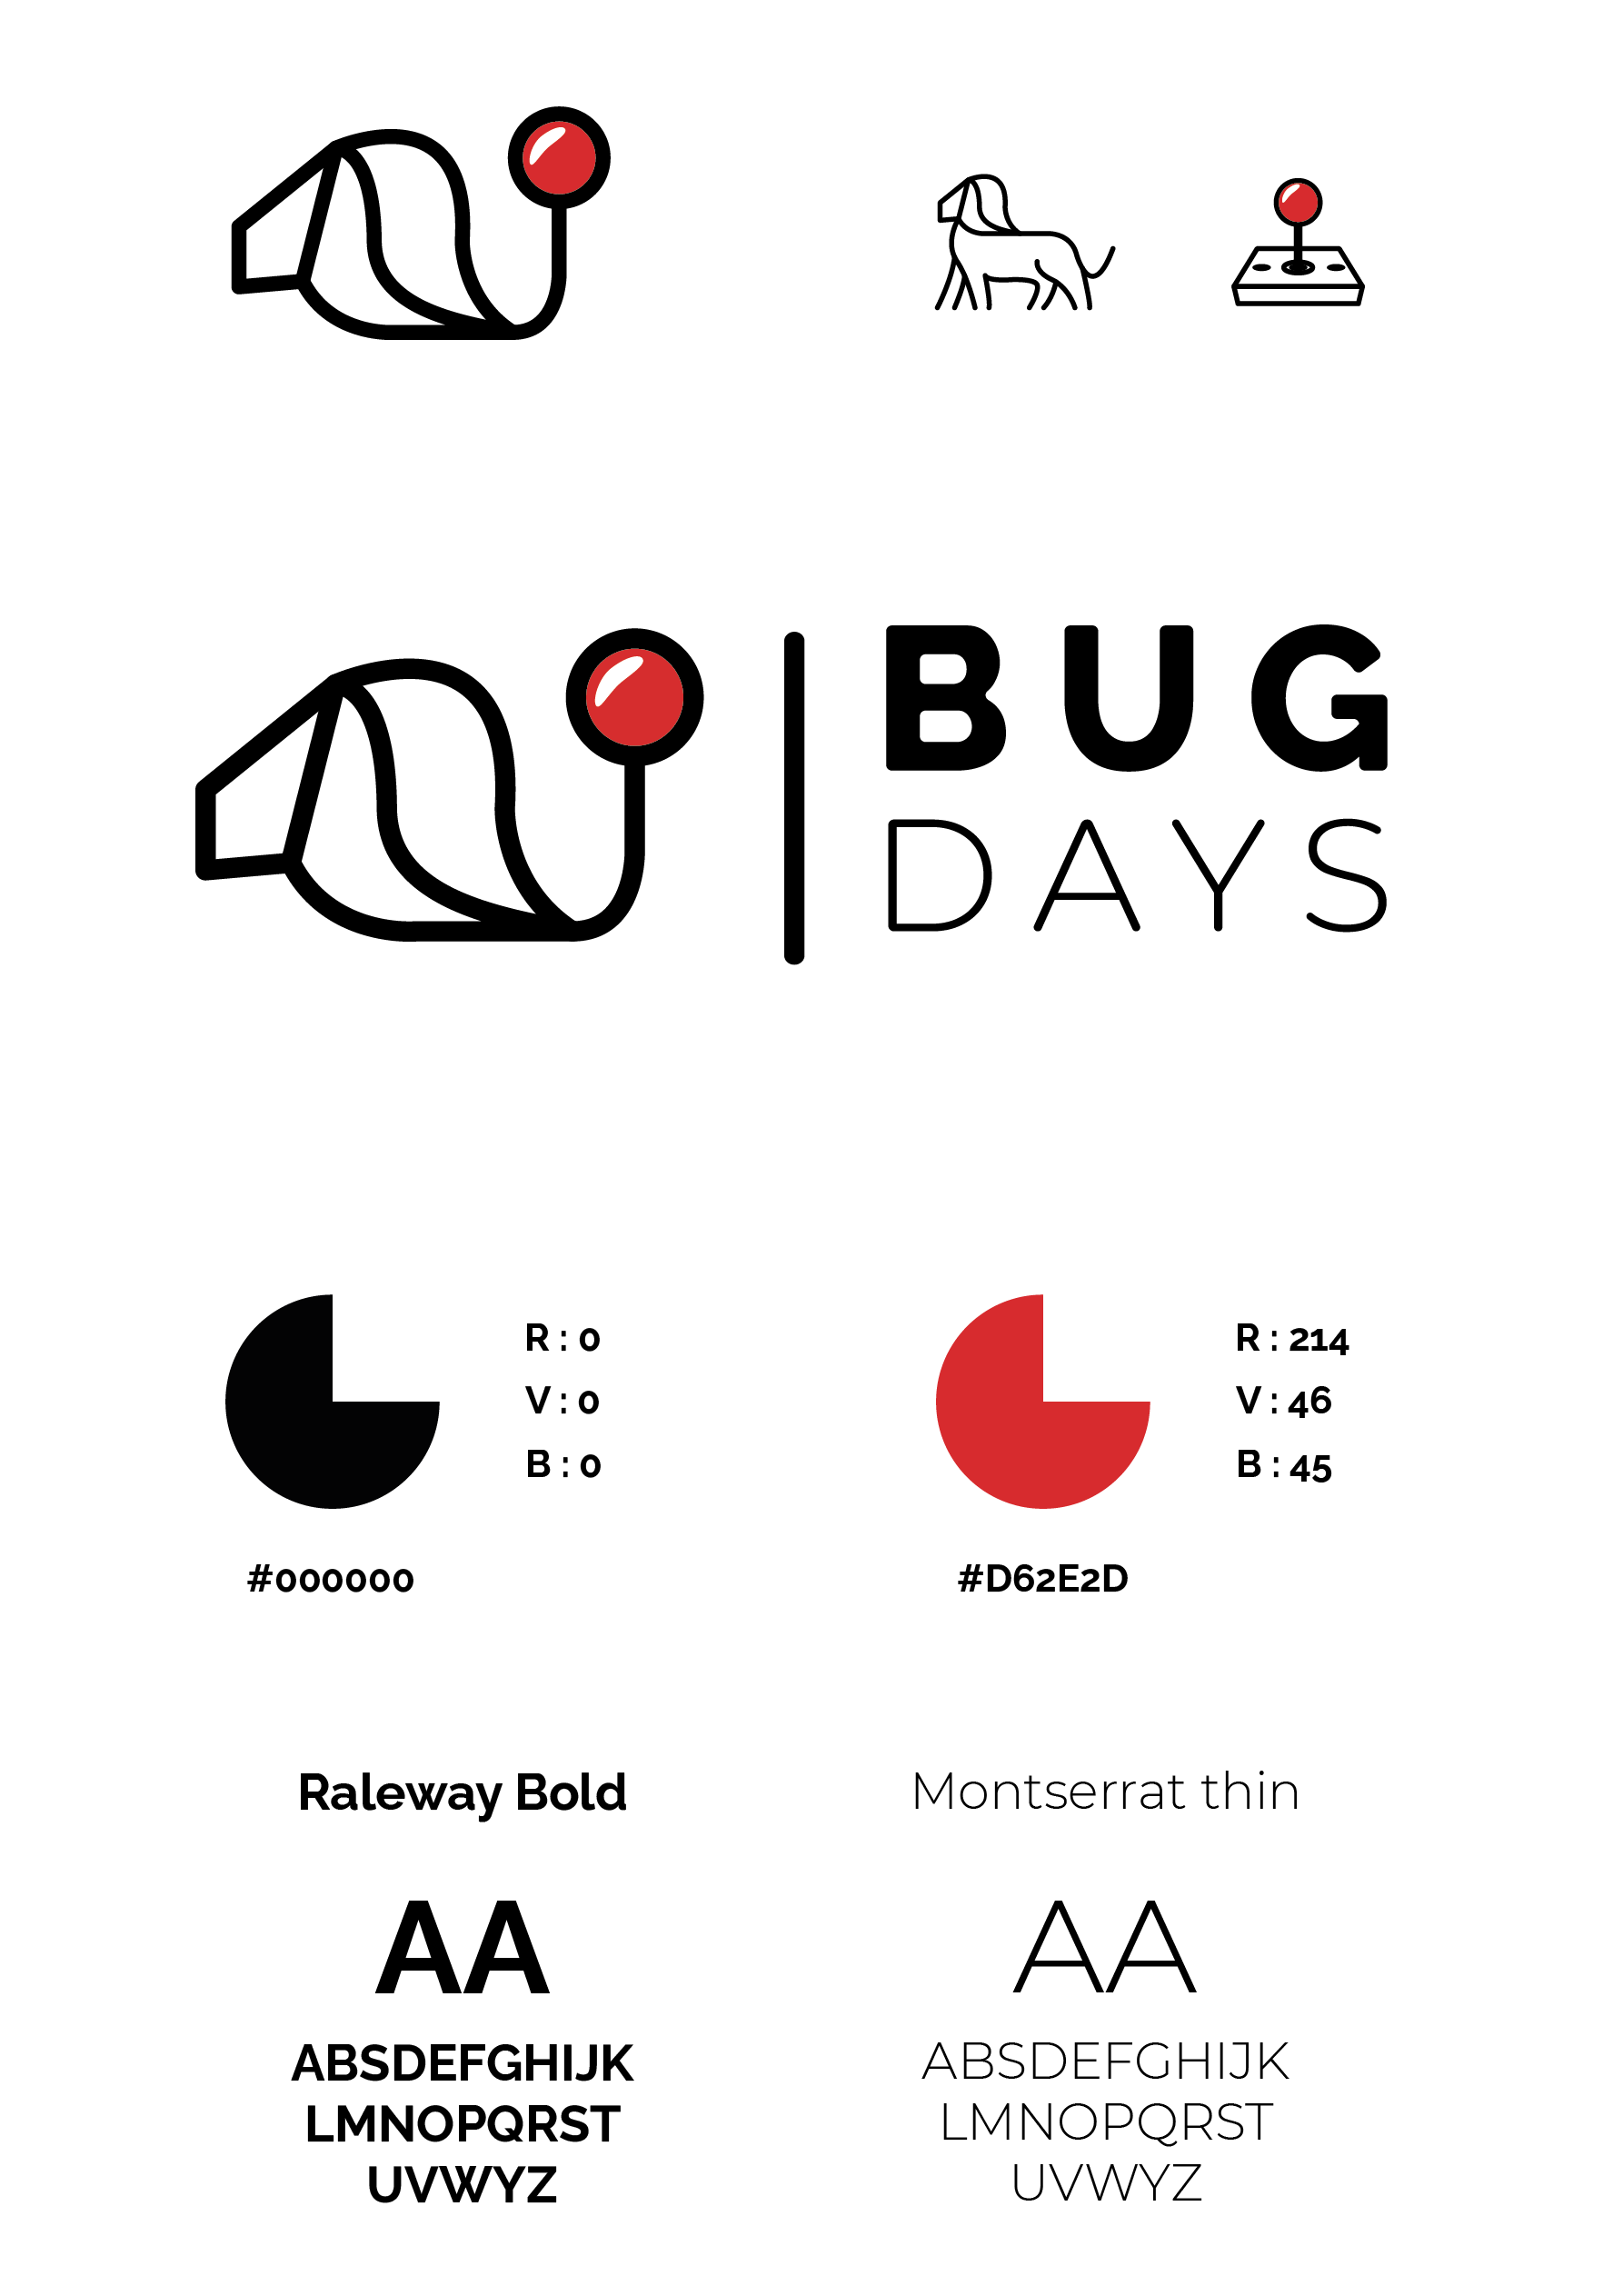 BUG
DAYS
R : 0
V : 0
B : 0
#000000
R : 214
V : 46
B : 45
#D62E2D
Raleway Bold
AA
ABSDEFGHIJK
LMNOPQRST
UVWYZ
Montserrat thin
AA
ABSDEFGHIJK
LMNOPQRST
UVWYZ